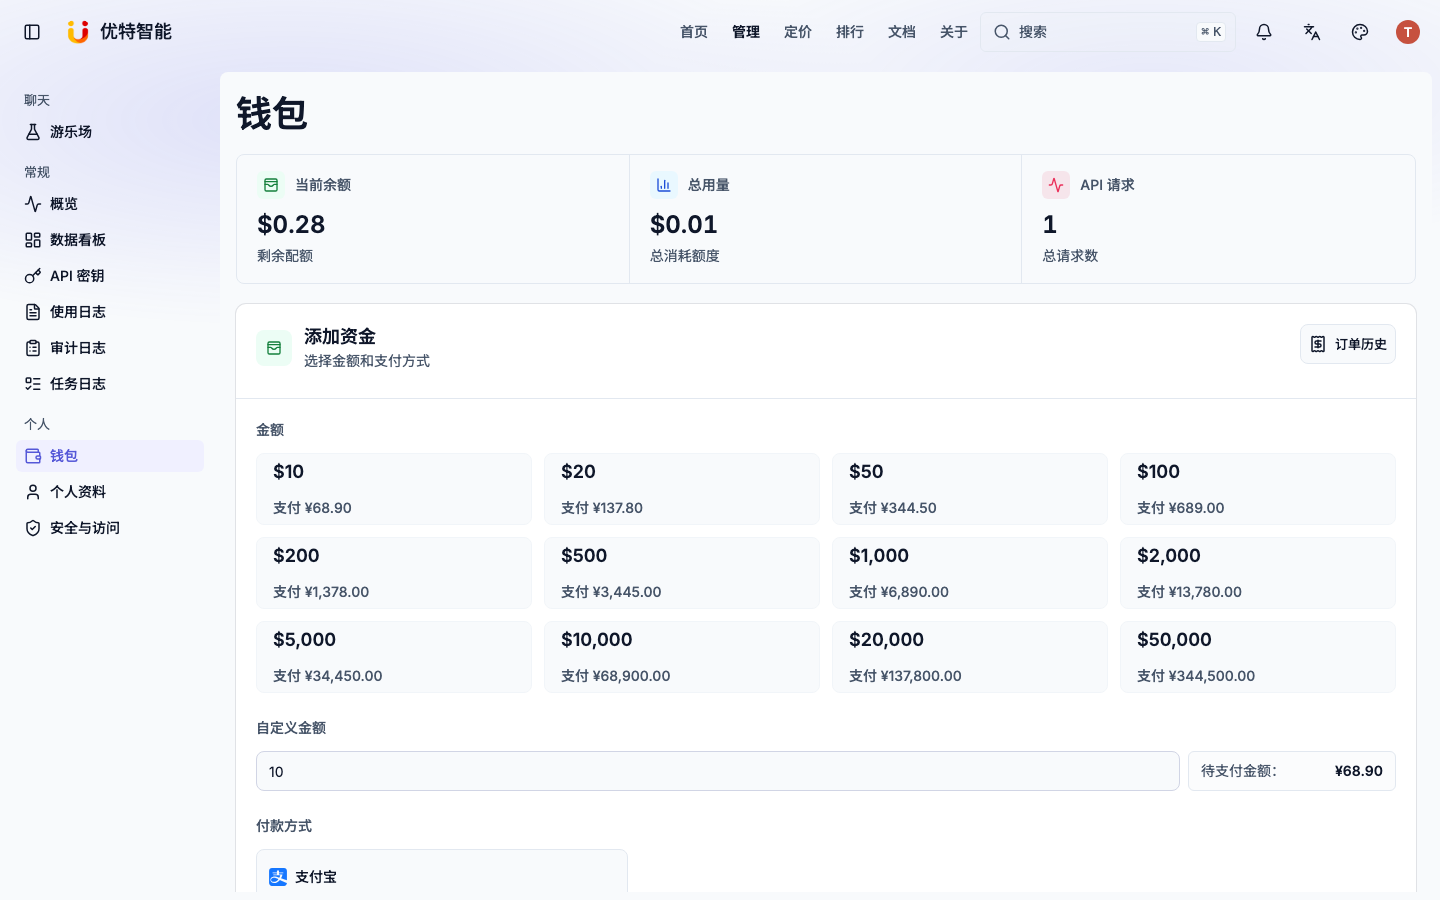 优特智能
首页
管理
定价
排行
文档
关于
搜索
⌘ K
T
聊天
游乐场
常规
概览
数据看板
API 密钥
使用日志
审计日志
任务日志
个人
钱包
个人资料
安全与访问
钱包
当前余额
$0.28
剩余配额
总用量
$0.01
总消耗额度
API 请求
1
总请求数
添加资金
选择金额和支付方式
订单历史
金额
$10
支付 ¥68.90
$20
支付 ¥137.80
$50
支付 ¥344.50
$100
支付 ¥689.00
$200
支付 ¥1,378.00
$500
支付 ¥3,445.00
$1,000
支付 ¥6,890.00
$2,000
支付 ¥13,780.00
$5,000
支付 ¥34,450.00
$10,000
支付 ¥68,900.00
$20,000
支付 ¥137,800.00
$50,000
支付 ¥344,500.00
自定义金额
10
待支付金额：
¥68.90
付款方式
支付宝